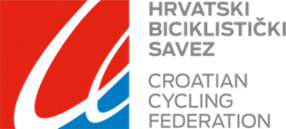 HRVATSKI
BICIKLISTIČKI
SAVEZ
CROATIAN
CYCLING
FEDERATION